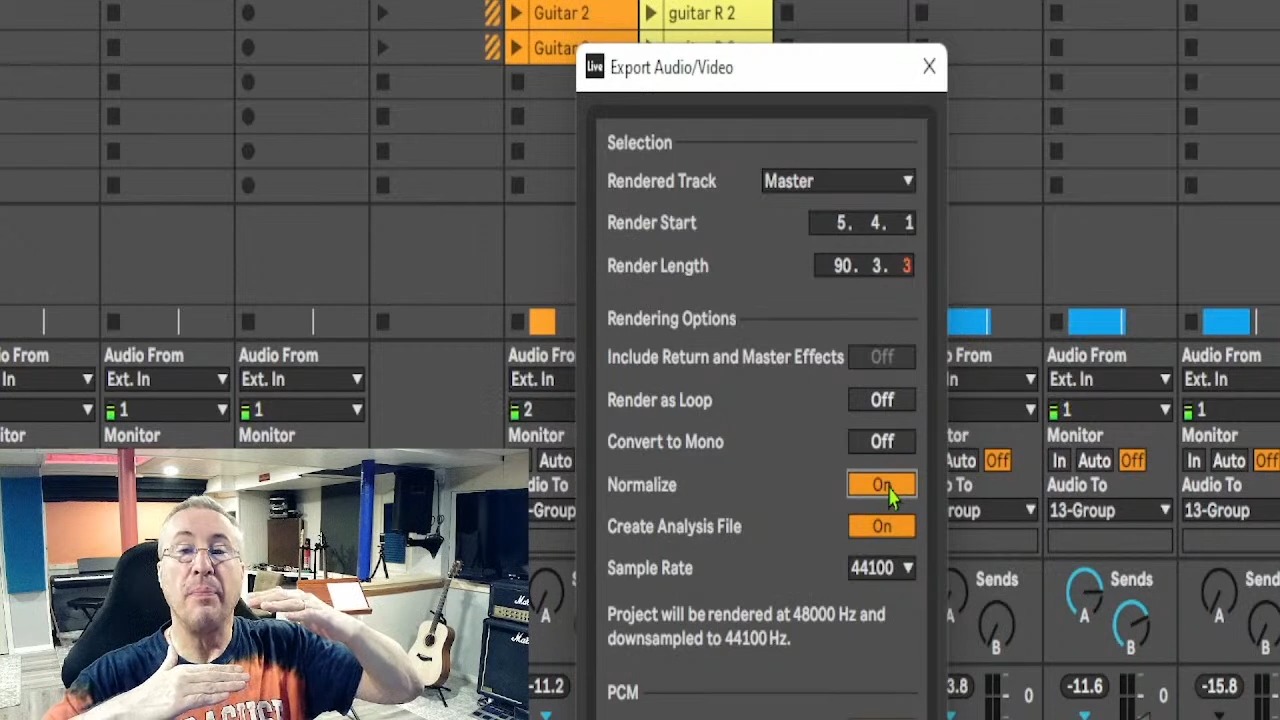 Guitar 2
guitar R 2
Guitar
Live Export Audio/Video
Selection
Rendered Track Master
Render Start 5. 4. 1
Render Length 90. 3. 3
Rendering Options
Include Return and Master Effects Off
Render as Loop Off
Convert to Mono Off
Normalize On
Create Analysis File On
Sample Rate 44100
Project will be rendered at 48000 Hz and
downsampled to 44100 Hz.
PCM
Audio From
Ext. In
1
Monitor
Audio From
Ext. In
1
Monitor
Ext. In
2
Monitor
Auto
Auto Off
Audio From
Ext. In
1
Monitor
In Auto Off
Audio To
13-Group
Sends
A
B
-11.6
0
Audio From
Ext. In
1
Monitor
In Auto
Audio To
13-Group
A
B
-15.8
Sends
A
B
0
A
-11.2